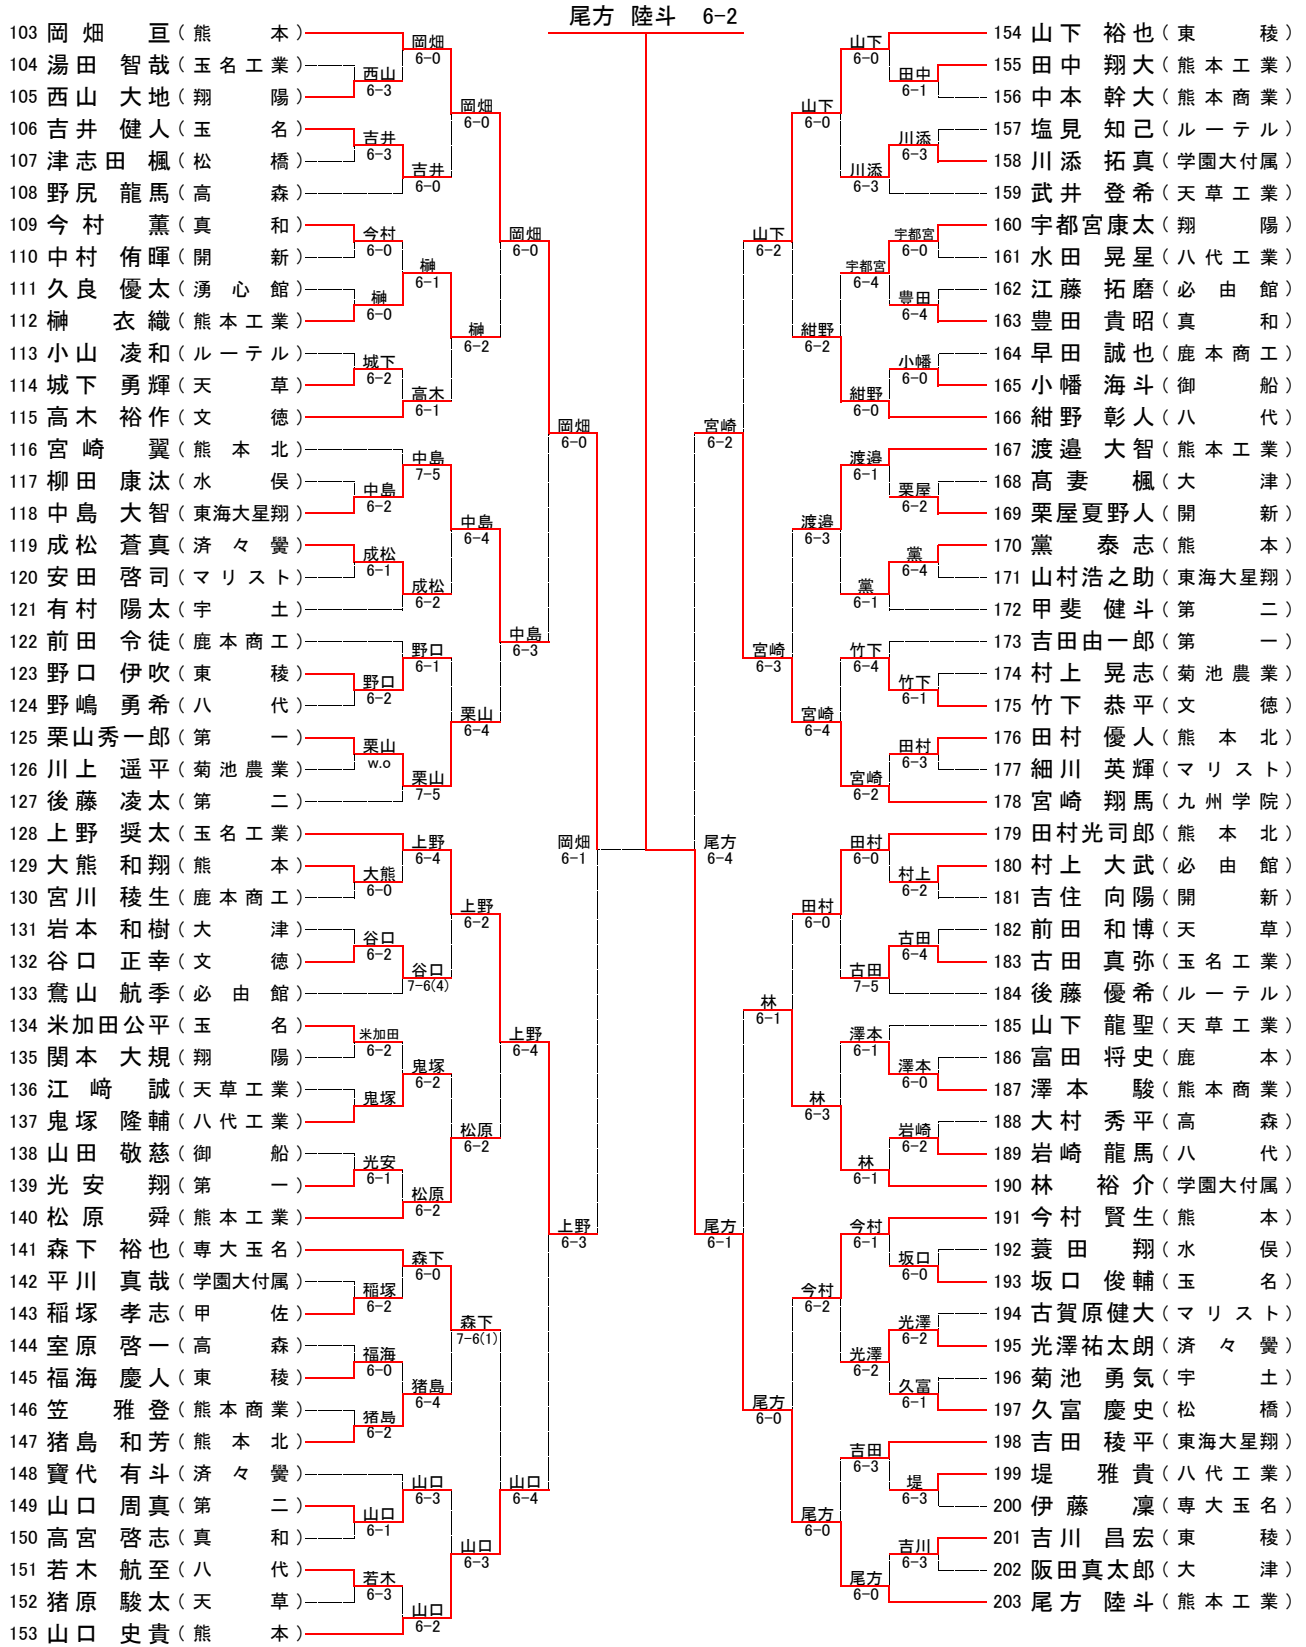 尾方 陸斗 6-2
103 岡畑 亘 (熊本)
104 湯田 智哉 (玉名工業)
105 西山 大地 (翔陽)
106 吉井 健人 (玉名)
107 津志田 楓 (松橋)
108 野尻 龍馬 (高森)
109 今村 薫 (真和)
110 中村 侑暉 (開新)
111 久良 優太 (湧心館)
112 榊 衣織 (熊本工業)
113 小山 凌和 (ルーテル)
114 城下 勇輝 (天草)
115 高木 裕作 (文徳)
116 宮崎 翼 (熊本北)
117 柳田 康汰 (水俣)
118 中島 大智 (東海大星翔)
119 成松 蒼真 (済々黌)
120 安田 啓司 (マリスト)
121 有村 陽太 (宇土)
122 前田 令徒 (鹿本商工)
123 野口 伊吹 (東稜)
124 野嶋 勇希 (八代)
125 栗山秀一郎 (第一)
126 川上 遥平 (菊池農業)
127 後藤 凌太 (第二)
128 上野 奨太 (玉名工業)
129 大熊 和翔 (熊本)
130 宮川 稜生 (鹿本商工)
131 岩本 和樹 (大津)
132 谷口 正幸 (文徳)
133 鴦山 航季 (必由館)
134 米加田公平 (玉名)
135 関本 大規 (翔陽)
136 江﨑 誠 (天草工業)
137 鬼塚 隆輔 (八代工業)
138 山田 敬慈 (御船)
139 光安 翔 (第一)
140 松原 舜 (熊本工業)
141 森下 裕也 (専大玉名)
142 平川 真哉 (学園大付属)
143 稲塚 孝志 (甲佐)
144 室原 啓一 (高森)
145 福海 慶人 (東稜)
146 笠 雅登 (熊本商業)
147 猪島 和芳 (熊本北)
148 寶代 有斗 (済々黌)
149 山口 周真 (第二)
150 高宮 啓志 (真和)
151 若木 航至 (八代)
152 猪原 駿太 (天草)
153 山口 史貴 (熊本)
西山 6-3
吉井 6-3
今村 6-0
榊 6-0
城下 6-2
中島 6-2
成松 6-1
野口 6-2
栗山 w.o
大熊 6-0
谷口 6-2
米加田 6-2
鬼塚
光安 6-1
稲塚 6-2
福海 6-0
猪島 6-2
山口 6-1
若木 6-3
岡畑 6-0
吉井 6-0
榊 6-1
高木 6-1
中島 7-5
成松 6-2
野口 6-1
栗山 7-5
上野 6-4
谷口 7-6(4)
鬼塚 6-2
松原 6-2
森下 6-0
猪島 6-4
山口 6-3
山口 6-2
岡畑 6-0
榊 6-2
中島 6-4
栗山 6-4
上野 6-2
松原 6-2
森下 7-6(1)
山口 6-3
岡畑 6-0
中島 6-3
上野 6-4
山口 6-4
岡畑 6-0
上野 6-3
岡畑 6-1
尾方 6-4
宮崎 6-2
尾方 6-1
山下 6-2
宮崎 6-3
林 6-1
尾方 6-0
山下 6-0
紺野 6-2
渡邉 6-3
宮崎 6-4
田村 6-0
林 6-3
今村 6-2
尾方 6-0
山下 6-0
川添 6-3
宇都宮 6-4
紺野 6-0
渡邉 6-1
黨 6-1
竹下 6-4
宮崎 6-2
田村 6-0
古田 7-5
澤本 6-1
林 6-1
今村 6-1
光澤 6-2
吉田 6-3
尾方 6-0
田中 6-1
川添 6-3
宇都宮 6-0
豊田 6-4
小幡 6-0
栗屋 6-2
黨 6-4
竹下 6-1
田村 6-3
村上 6-2
古田 6-4
澤本 6-0
岩崎 6-2
坂口 6-0
光澤 6-2
久富 6-1
堤 6-3
吉川 6-3
154 山下 裕也 (東稜)
155 田中 翔大 (熊本工業)
156 中本 幹大 (熊本商業)
157 塩見 知己 (ルーテル)
158 川添 拓真 (学園大付属)
159 武井 登希 (天草工業)
160 宇都宮康太 (翔陽)
161 水田 晃星 (八代工業)
162 江藤 拓磨 (必由館)
163 豊田 貴昭 (真和)
164 早田 誠也 (鹿本商工)
165 小幡 海斗 (御船)
166 紺野 彰人 (八代)
167 渡邉 大智 (熊本工業)
168 髙妻 楓 (大津)
169 栗屋夏野人 (開新)
170 黨 泰志 (熊本)
171 山村浩之助 (東海大星翔)
172 甲斐 健斗 (第二)
173 吉田由一郎 (第一)
174 村上 晃志 (菊池農業)
175 竹下 恭平 (文徳)
176 田村 優人 (熊本北)
177 細川 英輝 (マリスト)
178 宮崎 翔馬 (九州学院)
179 田村光司郎 (熊本北)
180 村上 大武 (必由館)
181 吉住 向陽 (開新)
182 前田 和博 (天草)
183 古田 真弥 (玉名工業)
184 後藤 優希 (ルーテル)
185 山下 龍聖 (天草工業)
186 富田 将史 (鹿本)
187 澤本 駿 (熊本商業)
188 大村 秀平 (高森)
189 岩崎 龍馬 (八代)
190 林 裕介 (学園大付属)
191 今村 賢生 (熊本)
192 蓑田 翔 (水俣)
193 坂口 俊輔 (玉名)
194 古賀原健大 (マリスト)
195 光澤祐太朗 (済々黌)
196 菊池 勇気 (宇土)
197 久富 慶史 (松橋)
198 吉田 稜平 (東海大星翔)
199 堤 雅貴 (八代工業)
200 伊藤 凜 (専大玉名)
201 吉川 昌宏 (東稜)
202 阪田真太郎 (大津)
203 尾方 陸斗 (熊本工業)